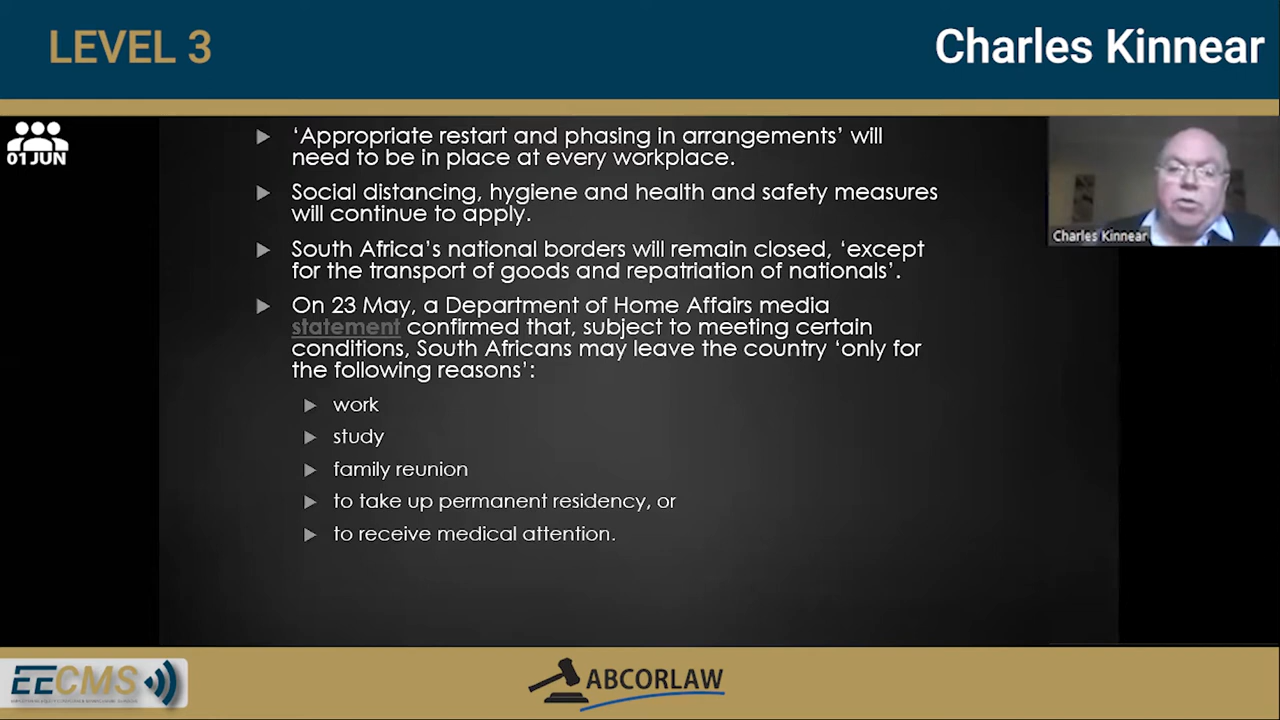 LEVEL 3
Charles Kinnear
01 JUN
‘Appropriate restart and phasing in arrangements’ will
need to be in place at every workplace.
Social distancing, hygiene and health and safety measures
will continue to apply.
South Africa’s national borders will remain closed, ‘except
for the transport of goods and repatriation of nationals’.
On 23 May, a Department of Home Affairs media
statement confirmed that, subject to meeting certain
conditions, South Africans may leave the country ‘only for
the following reasons’:
work
study
family reunion
to take up permanent residency, or
to receive medical attention.
Charles Kinnear
EECMS
ABCORLAW